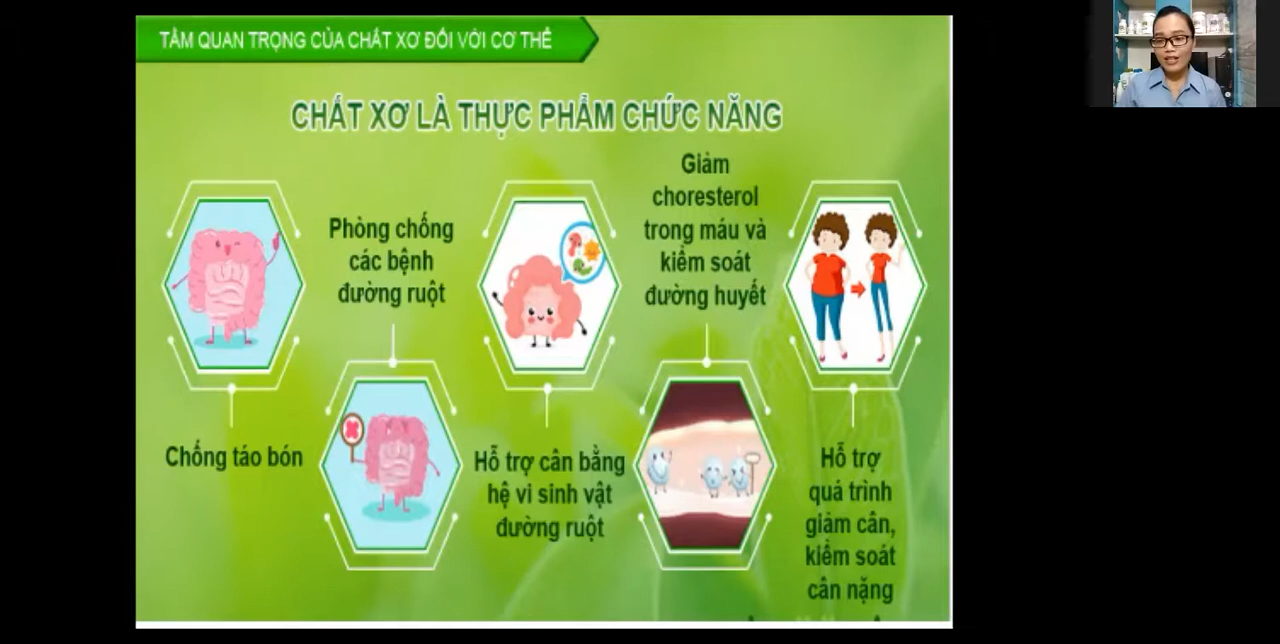 TẦM QUAN TRỌNG CỦA CHẤT XƠ ĐỐI VỚI CƠ THỂ
CHẤT XƠ LÀ THỰC PHẨM CHỨC NĂNG
Chống táo bón
Phòng chống
các bệnh
đường ruột
Hỗ trợ cân bằng
hệ vi sinh vật
đường ruột
Giảm
choresterol
trong máu và
kiểm soát
đường huyết
Hỗ trợ
quá trình
giảm cân,
kiểm soát
cân nặng